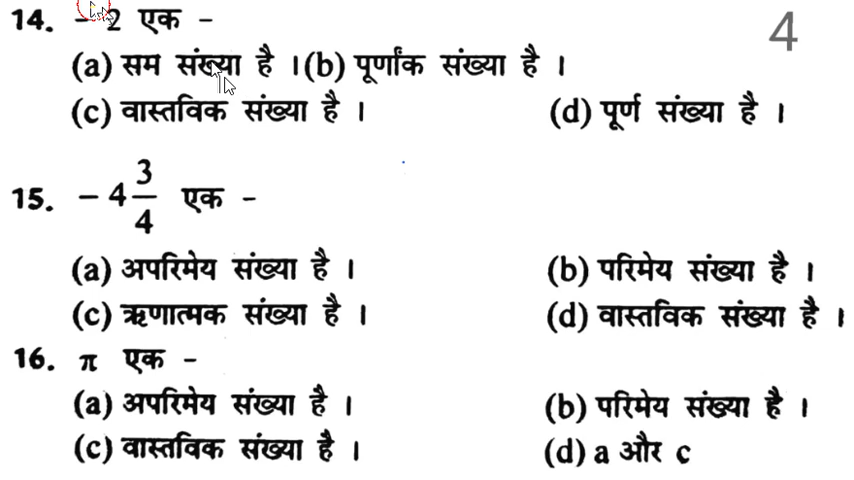 4
14. −2 एक -
(a) सम संख्या है । (b) पूर्णांक संख्या है ।
(c) वास्तविक संख्या है । (d) पूर्ण संख्या है ।
15. −4 3/4 एक -
(a) अपरिमेय संख्या है । (b) परिमेय संख्या है ।
(c) ऋणात्मक संख्या है । (d) वास्तविक संख्या है ।
16. π एक -
(a) अपरिमेय संख्या है । (b) परिमेय संख्या है ।
(c) वास्तविक संख्या है । (d) a और c